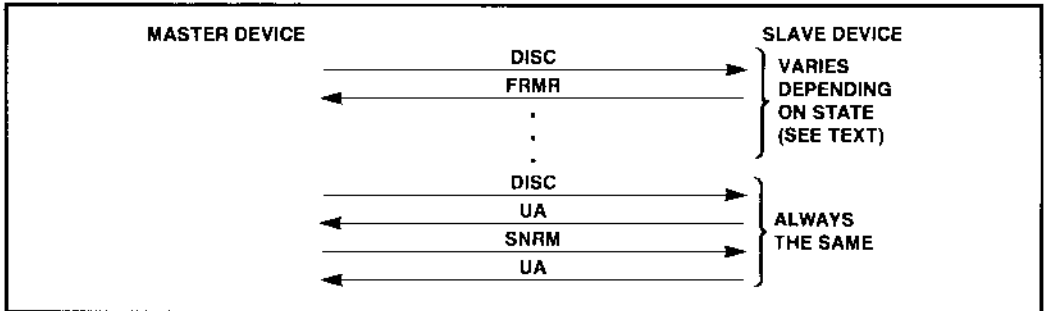 MASTER DEVICE
SLAVE DEVICE
DISC
FRMR
.
.
.
VARIES
DEPENDING
ON STATE
(SEE TEXT)
DISC
UA
SNRM
UA
ALWAYS
THE SAME